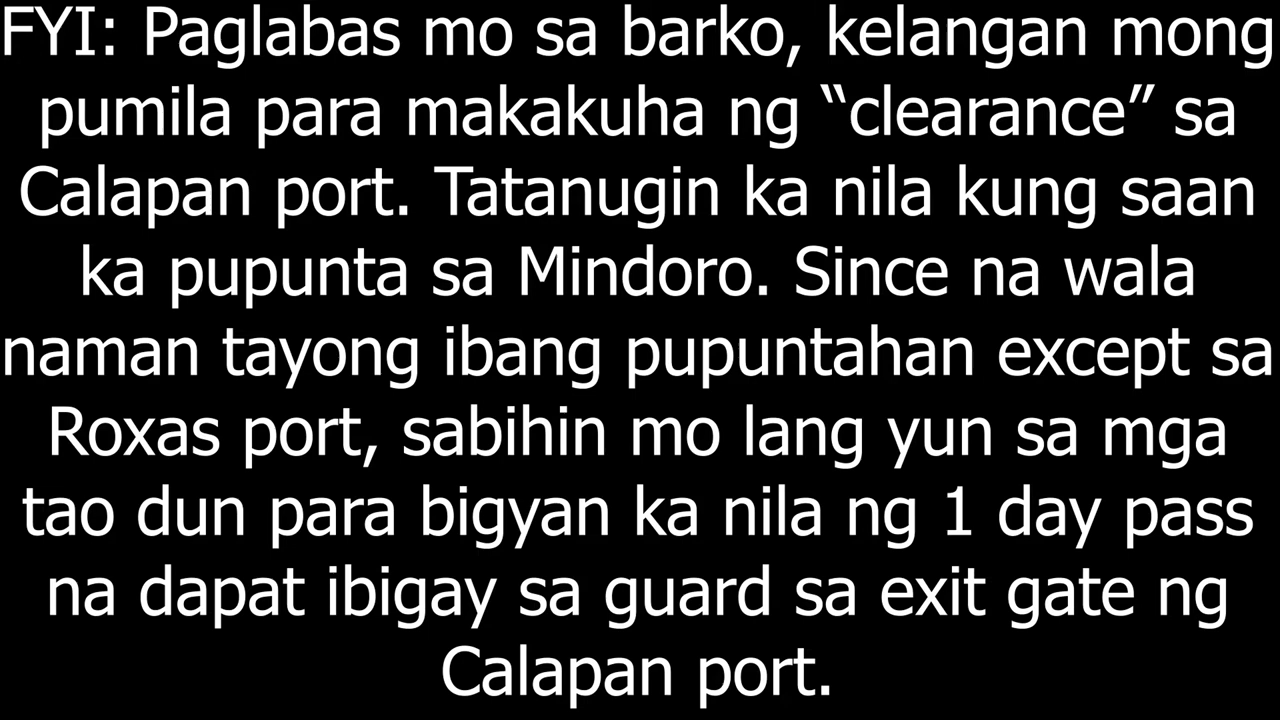 FYI: Paglabas mo sa barko, kelangan mong
pumila para makakuha ng “clearance” sa
Calapan port. Tatanugin ka nila kung saan
ka pupunta sa Mindoro. Since na wala
naman tayong ibang pupuntahan except sa
Roxas port, sabihin mo lang yun sa mga
tao dun para bigyan ka nila ng 1 day pass
na dapat ibigay sa guard sa exit gate ng
Calapan port.